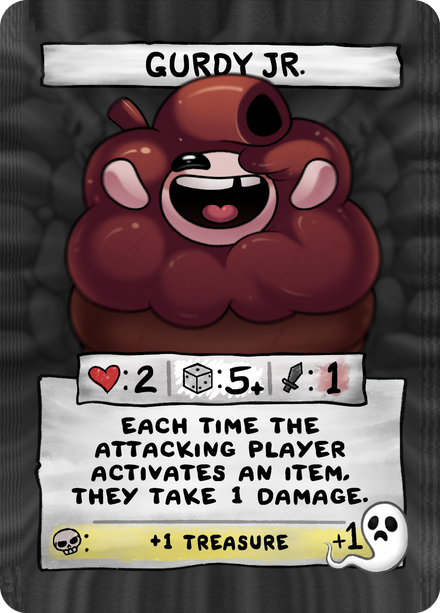 GURDY JR.
: 2 : 5+ : 1
EACH TIME THE
ATTACKING PLAYER
ACTIVATES AN ITEM,
THEY TAKE 1 DAMAGE.
: +1 TREASURE +1